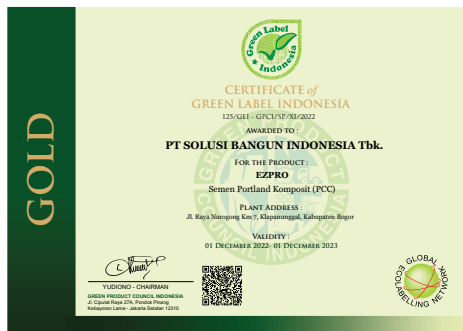 Green Label
Indonesia
CERTIFICATE of
GREEN LABEL INDONESIA
125/GLI - GPCI/SP/XI/2022
AWARDED TO :
PT SOLUSI BANGUN INDONESIA Tbk.
FOR THE PRODUCT :
EZPRO
Semen Portland Komposit (PCC)
PLANT ADDRESS :
Jl. Raya Narogong Km 7, Klapanunggal, Kabupaten Bogor
VALIDITY :
01 DECEMBER 2022- 01 DECEMBER 2023
GOLD
YUDIONO - CHAIRMAN
GREEN PRODUCT COUNCIL INDONESIA
Jl. Ciputat Raya 27A, Pondok Pinang
Kebayoran Lama - Jakarta Selatan 12310
GLOBAL
ECOLABELLING NETWORK
GREEN PRODUCT